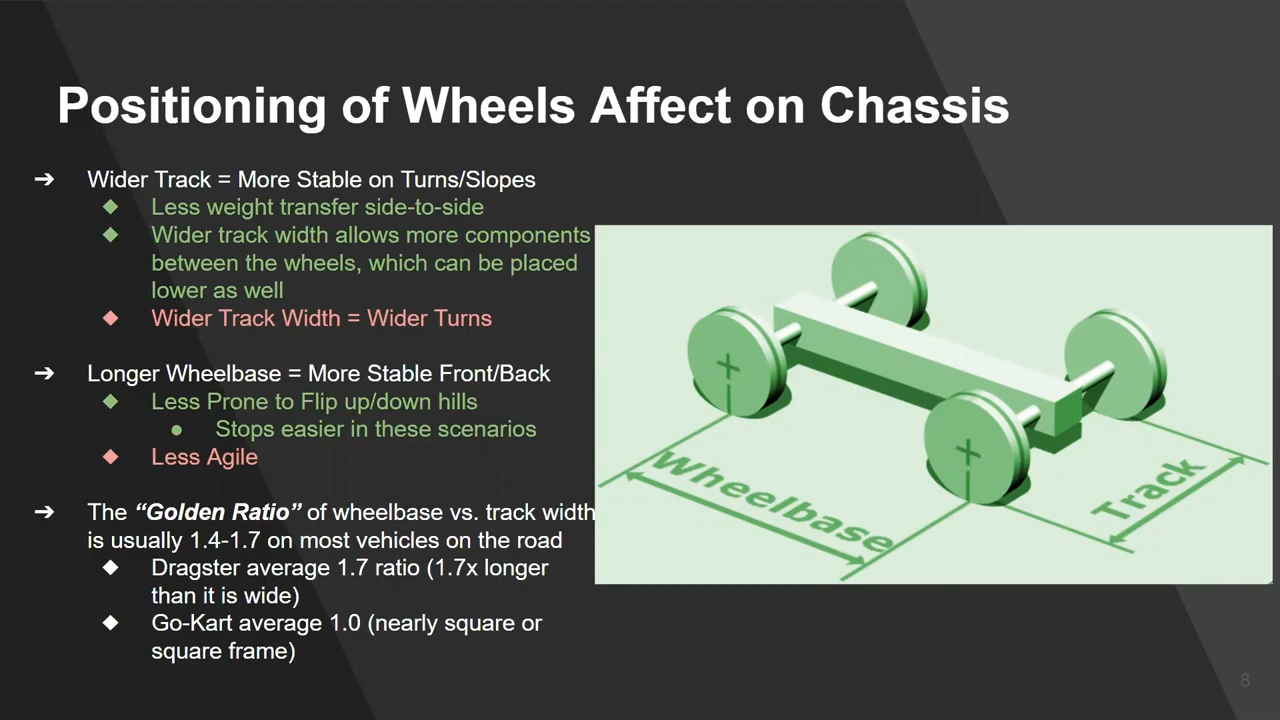 Positioning of Wheels Affect on Chassis
➔ Wider Track = More Stable on Turns/Slopes
◆ Less weight transfer side-to-side
◆ Wider track width allows more components
between the wheels, which can be placed
lower as well
◆ Wider Track Width = Wider Turns
➔ Longer Wheelbase = More Stable Front/Back
◆ Less Prone to Flip up/down hills
● Stops easier in these scenarios
◆ Less Agile
➔ The “Golden Ratio” of wheelbase vs. track width
is usually 1.4-1.7 on most vehicles on the road
◆ Dragster average 1.7 ratio (1.7x longer
than it is wide)
◆ Go-Kart average 1.0 (nearly square or
square frame)
Wheelbase
Track
8